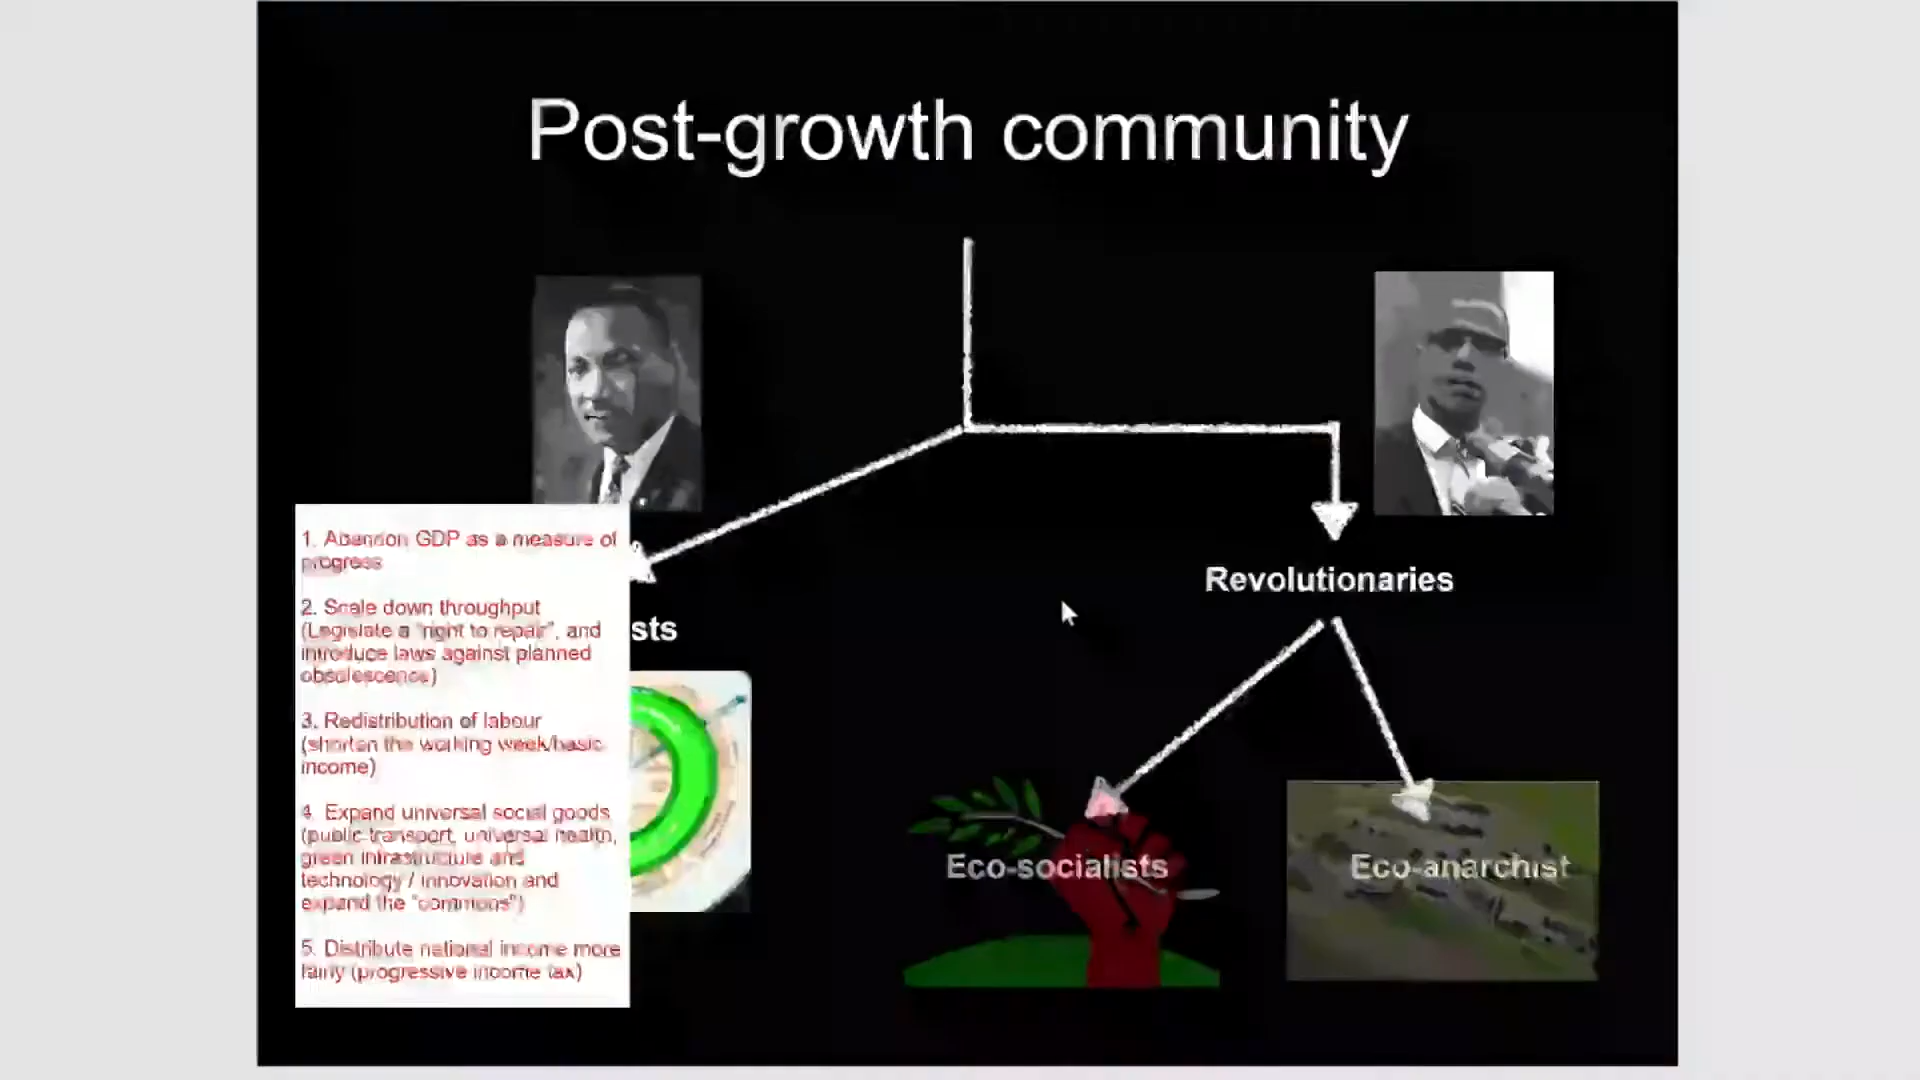 Post-growth community
1. Abandon GDP as a measure of
progress
2. Scale down throughput
(Legislate a "right to repair", and
introduce laws against planned
obsolescence)
3. Redistribution of labour
(shorten the working week/basic
income)
4. Expand universal social goods
(public transport, universal health,
green infrastructure and
technology / innovation and
expand the "commons")
5. Distribute national income more
fairly (progressive income tax)
sts
Revolutionaries
Eco-socialists
Eco-anarchist